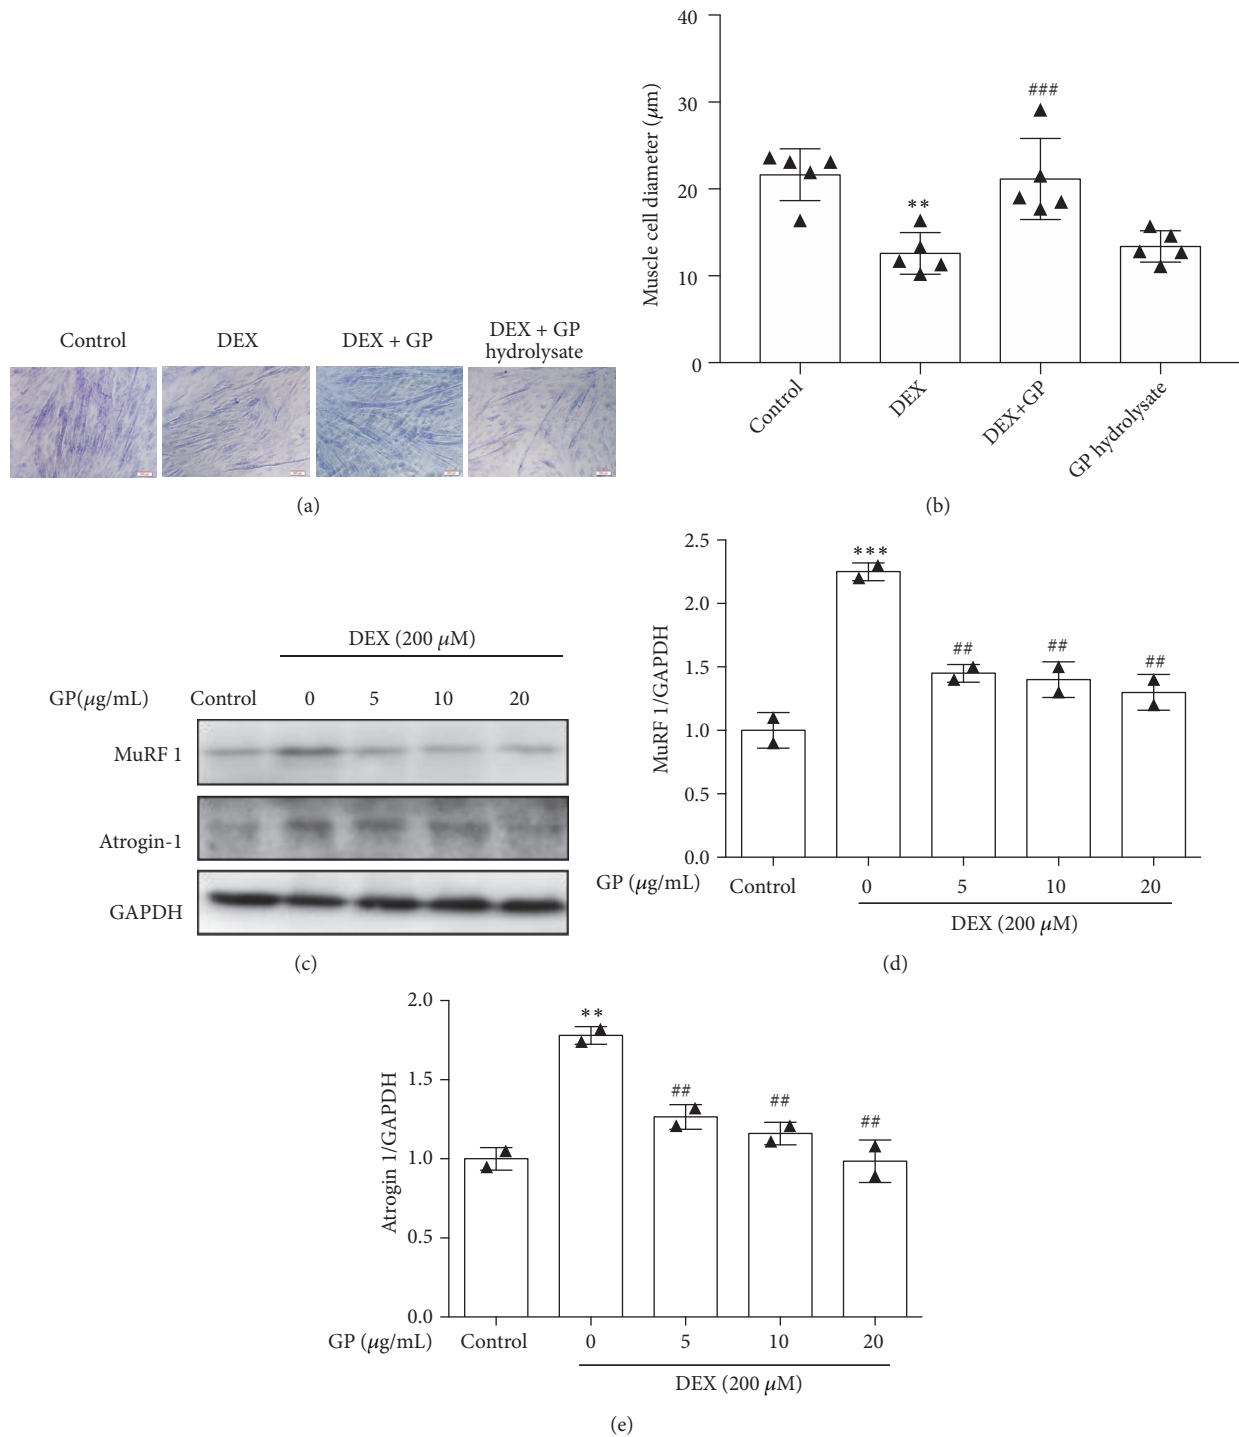 Control
DEX
DEX + GP
DEX + GP
hydrolysate
(a)
40
30
20
10
0
Muscle cell diameter (μm)
**
###
Control
DEX
DEX+GP
GP hydrolysate
(b)
DEX (200 μM)
GP(μg/mL) Control 0 5 10 20
MuRF 1
Atrogin-1
GAPDH
(c)
2.5
2.0
1.5
1.0
0.5
0.0
MuRF 1/GAPDH
***
##
##
##
GP (μg/mL) Control 0 5 10 20
DEX (200 μM)
(d)
2.0
1.5
1.0
0.5
0.0
Atrogin 1/GAPDH
**
##
##
##
GP (μg/mL) Control 0 5 10 20
DEX (200 μM)
(e)